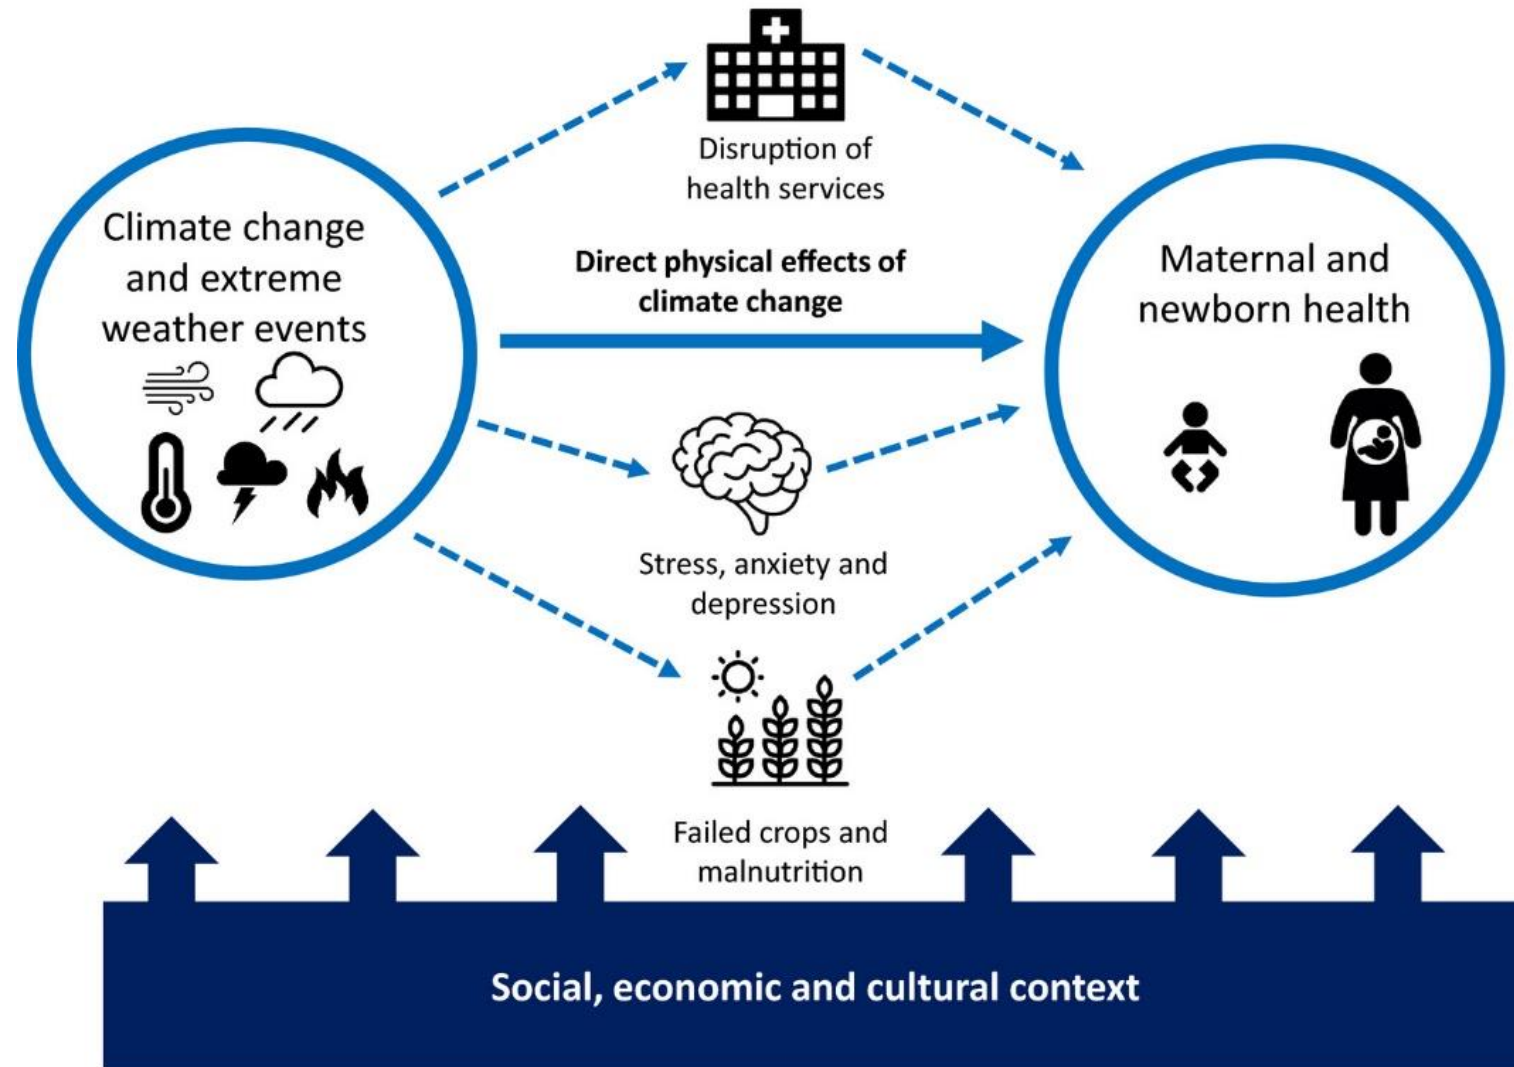 Disruption of
health services
Climate change
and extreme
weather events
Direct physical effects of
climate change
Maternal and
newborn health
Stress, anxiety and
depression
Failed crops and
malnutrition
Social, economic and cultural context